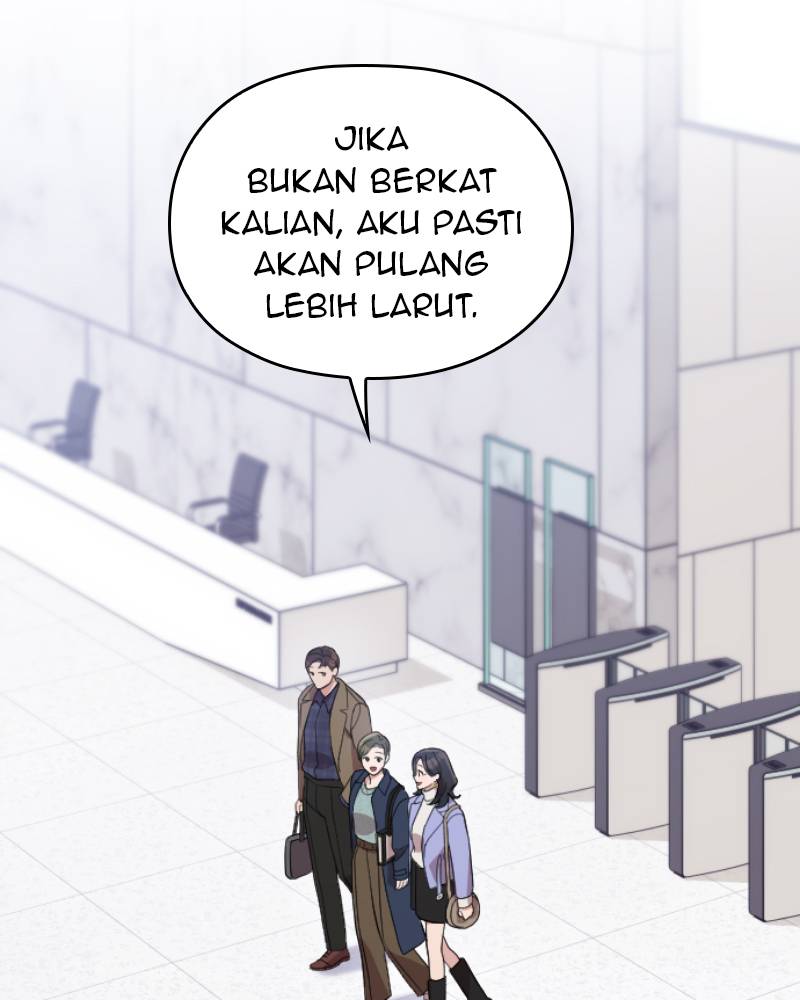 JIKA
BUKAN BERKAT
KALIAN, AKU PASTI
AKAN PULANG
LEBIH LARUT.